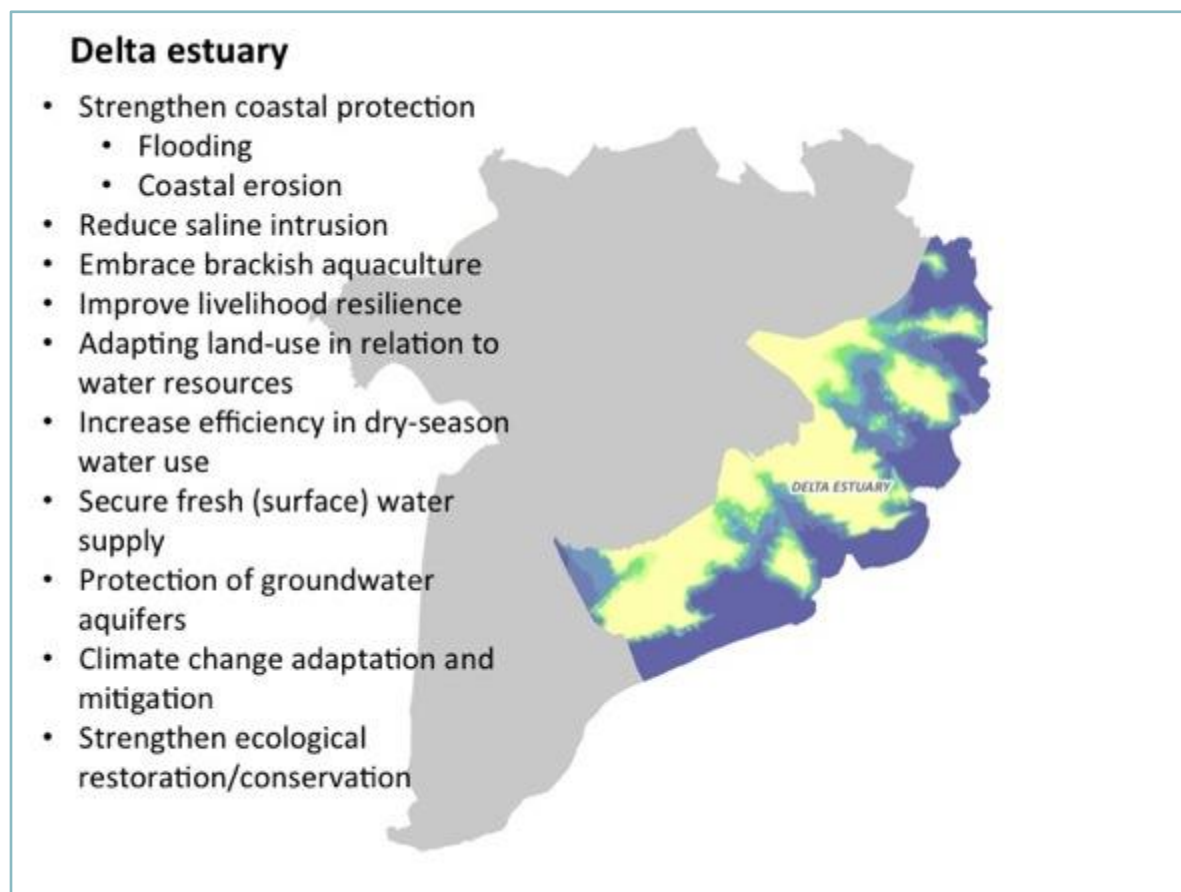 Delta estuary
• Strengthen coastal protection
• Flooding
• Coastal erosion
• Reduce saline intrusion
• Embrace brackish aquaculture
• Improve livelihood resilience
• Adapting land-use in relation to
water resources
• Increase efficiency in dry-season
water use
• Secure fresh (surface) water
supply
• Protection of groundwater
aquifers
• Climate change adaptation and
mitigation
• Strengthen ecological
restoration/conservation
DELTA ESTUARY